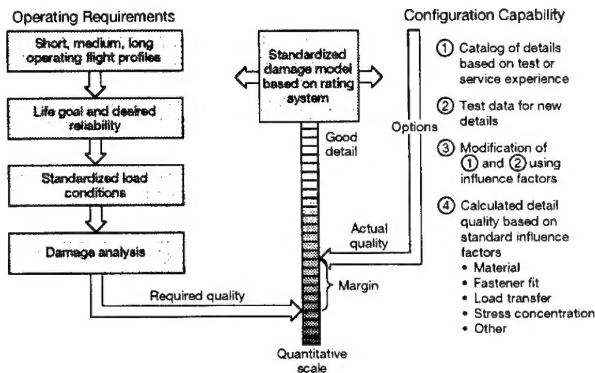 Operating Requirements
Short, medium, long
operating flight profiles
Life goal and desired
reliability
Standardized load
conditions
Damage analysis
Required quality
Standardized
damage model
based on rating
system
Good
detail
Actual
quality
Margin
Quantitative
scale
Options
Configuration Capability
① Catalog of details
based on test or
service experience
② Test data for new
details
③ Modification of
① and ② using
influence factors
④ Calculated detail
quality based on
standard influence
factors
• Material
• Fastener fit
• Load transfer
• Stress concentration
• Other